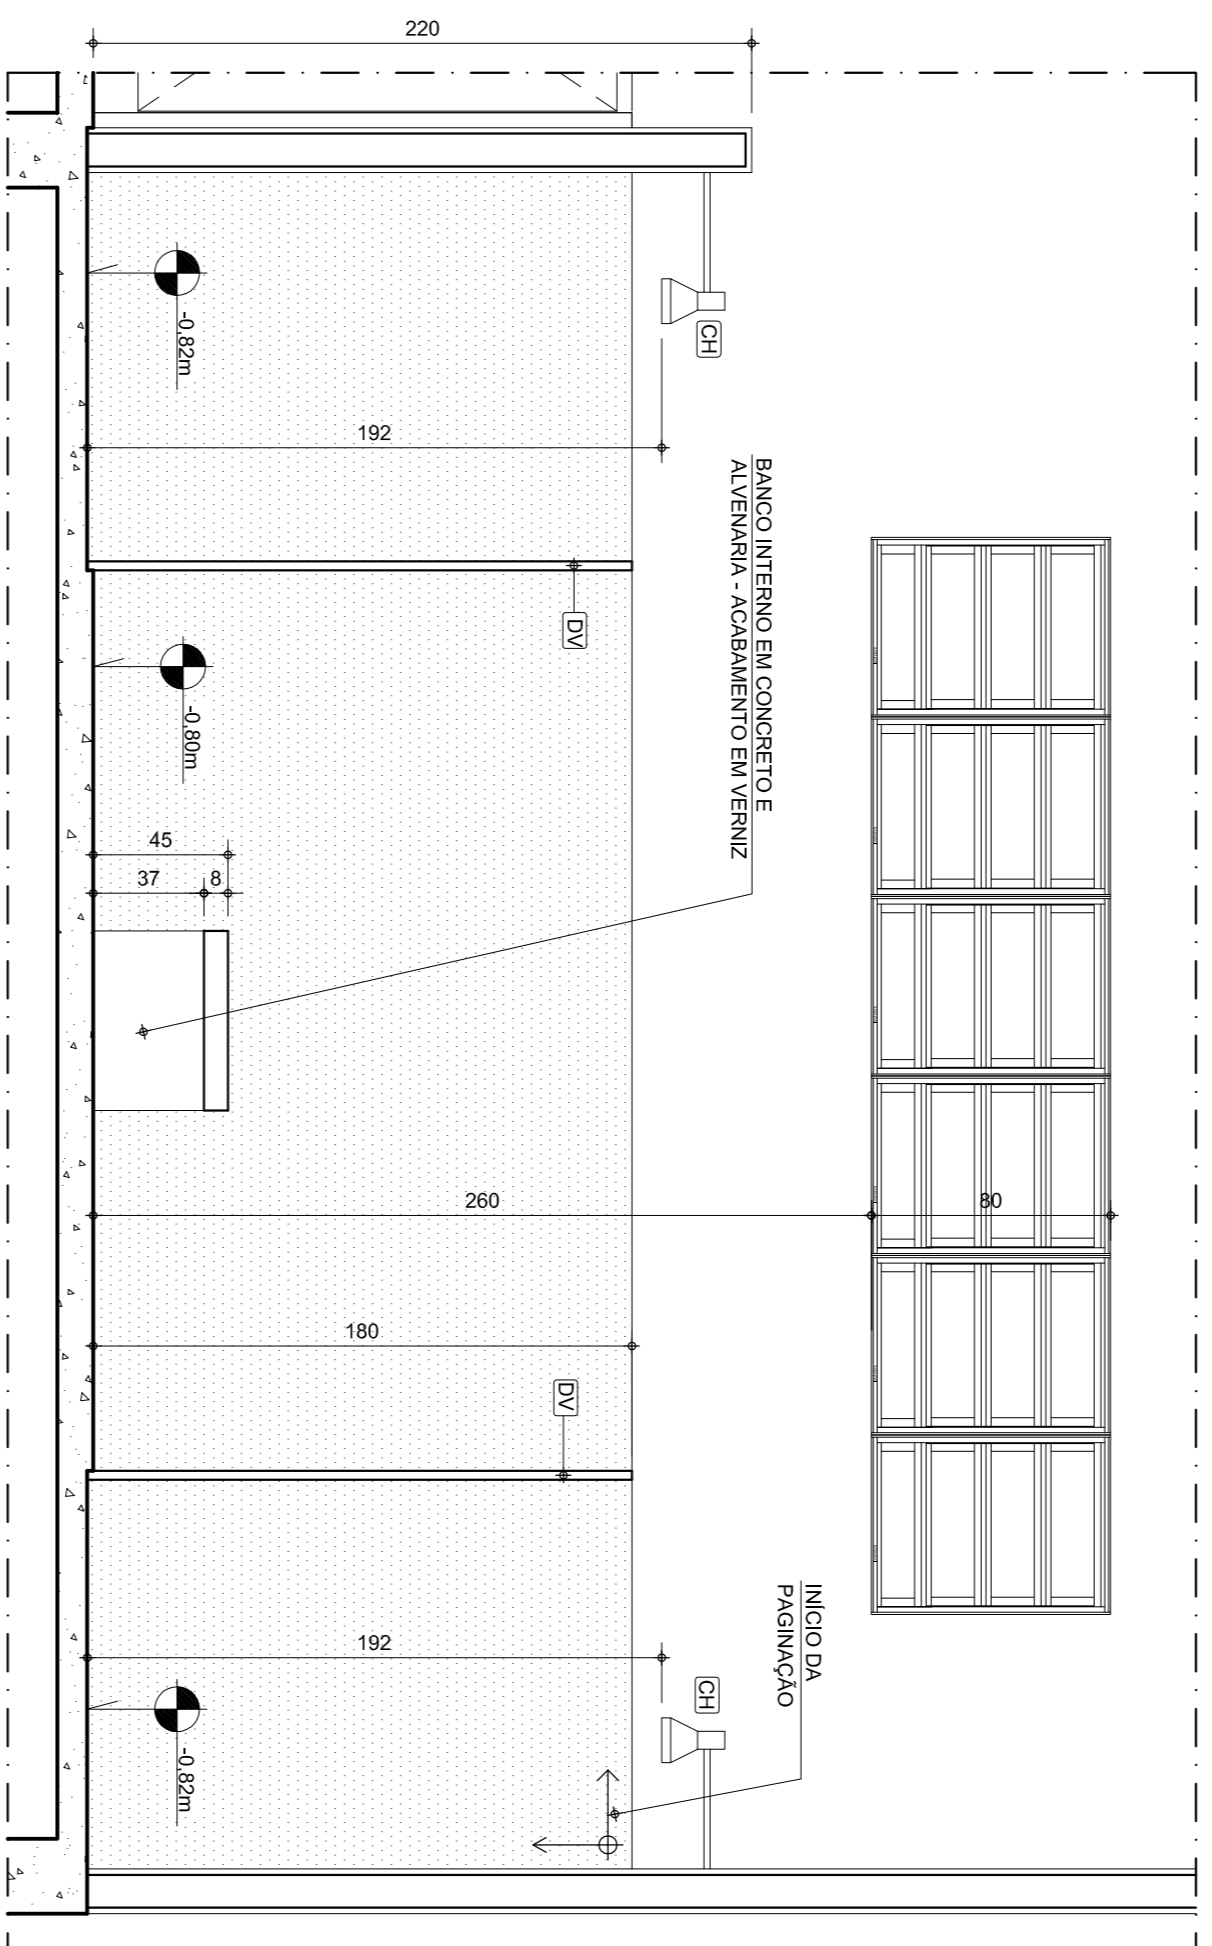 220
-0,82m
CH
192
BANCO INTERNO EM CONCRETO E
ALVENARIA - ACABAMENTO EM VERNIZ
DV
-0,80m
45
37
8
260
80
180
DV
INÍCIO DA
PAGINAÇÃO
192
CH
-0,82m